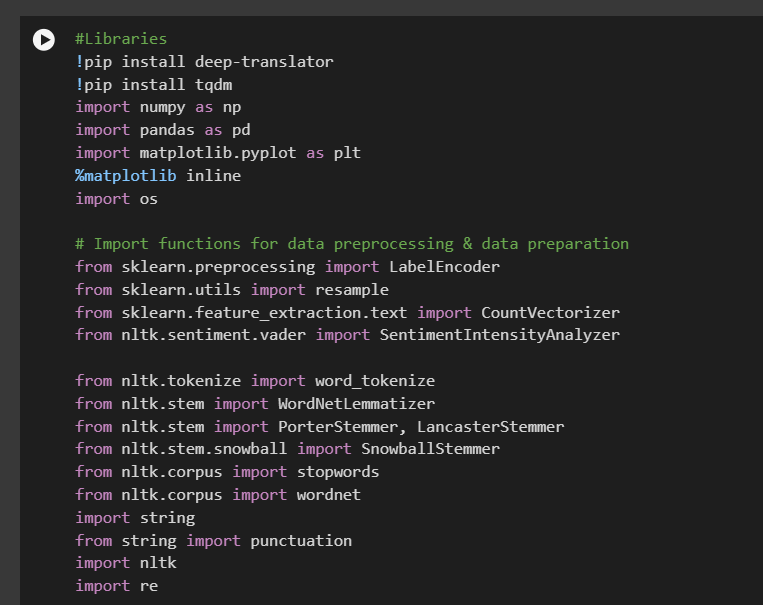 #Libraries
!pip install deep-translator
!pip install tqdm
import numpy as np
import pandas as pd
import matplotlib.pyplot as plt
%matplotlib inline
import os
# Import functions for data preprocessing & data preparation
from sklearn.preprocessing import LabelEncoder
from sklearn.utils import resample
from sklearn.feature_extraction.text import CountVectorizer
from nltk.sentiment.vader import SentimentIntensityAnalyzer
from nltk.tokenize import word_tokenize
from nltk.stem import WordNetLemmatizer
from nltk.stem import PorterStemmer, LancasterStemmer
from nltk.stem.snowball import SnowballStemmer
from nltk.corpus import stopwords
from nltk.corpus import wordnet
import string
from string import punctuation
import nltk
import re